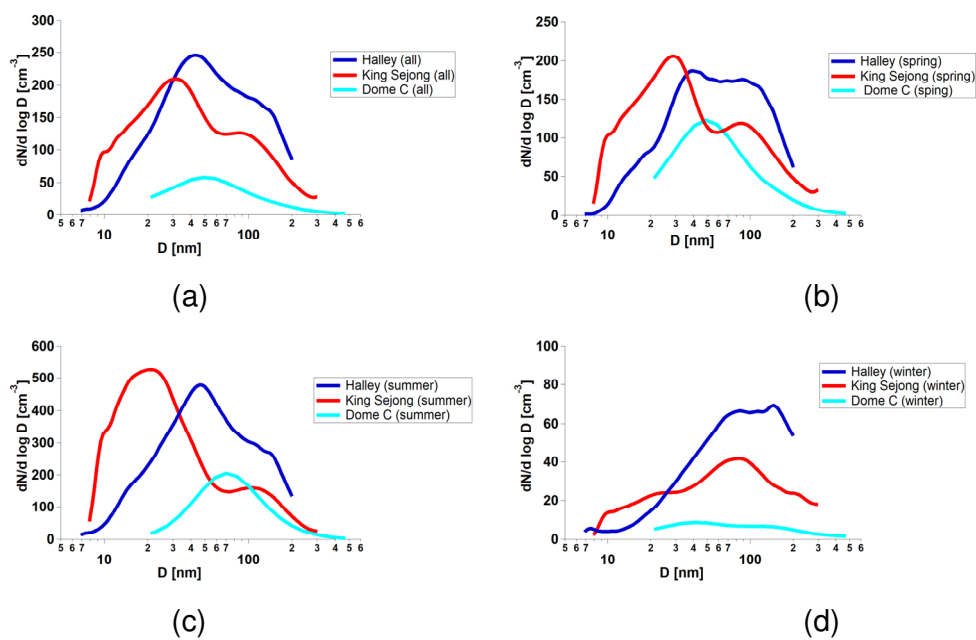 300
250
200
150
100
50
0
dN/d log D [cm⁻³]
Halley (all)
King Sejong (all)
Dome C (all)
5 6 7 10 2 3 4 5 6 7 100 2 3 4 5 6
D [nm]
(a)
250
200
150
100
50
0
dN/d log D [cm⁻³]
Halley (spring)
King Sejong (spring)
Dome C (sping)
5 6 7 10 2 3 4 5 6 7 100 2 3 4 5 6
D [nm]
(b)
600
500
400
300
200
100
0
dN/d log D [cm⁻³]
Halley (summer)
King Sejong (summer)
Dome C (summer)
5 6 7 10 2 3 4 5 6 7 100 2 3 4 5 6
D [nm]
(c)
100
80
60
40
20
0
dN/d log D [cm⁻³]
Halley (winter)
King Sejong (winter)
Dome C (winter)
5 6 7 10 2 3 4 5 6 7 100 2 3 4 5 6
D [nm]
(d)